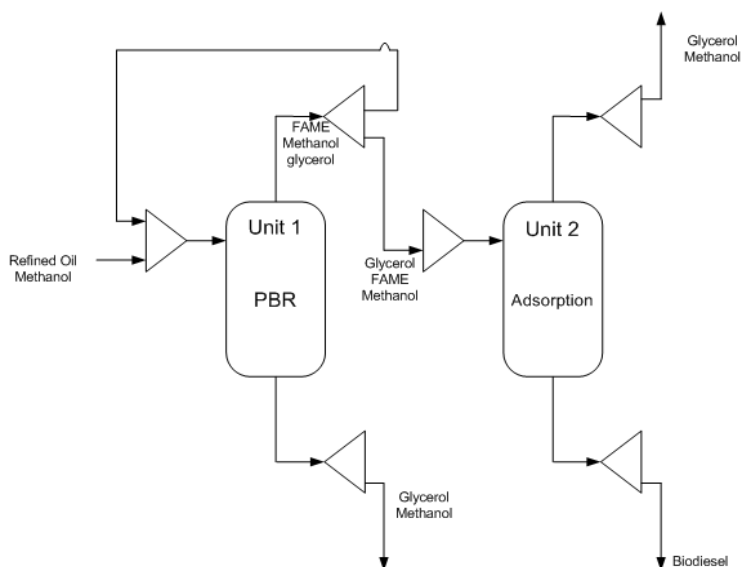 Glycerol
Methanol
FAME
Methanol
glycerol
Unit 1
PBR
Unit 2
Adsorption
Refined Oil
Methanol
Glycerol
FAME
Methanol
Glycerol
Methanol
Biodiesel